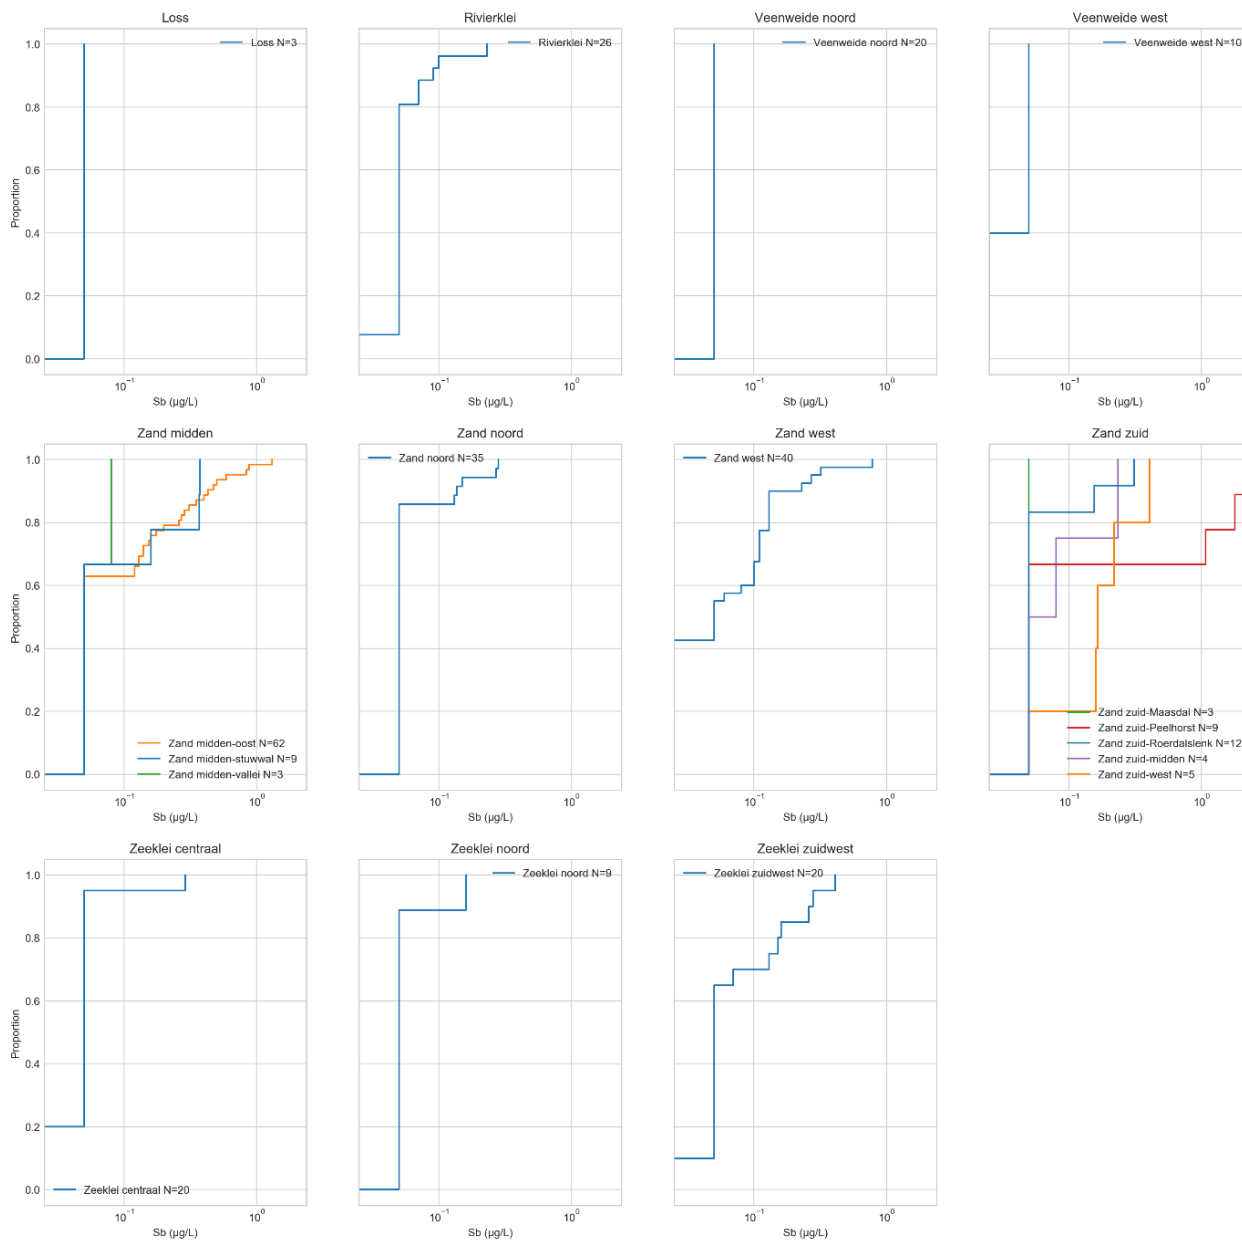 Loss
Rivierklei
Veenweide noord
Veenweide west
Loss N=3
Rivierklei N=26
Veenweide noord N=20
Veenweide west N=10
1.0
0.8
0.6
0.4
0.2
0.0
Proportion
10⁻¹ 10⁰
10⁻¹ 10⁰
10⁻¹ 10⁰
10⁻¹ 10⁰
Sb (µg/L)
Sb (µg/L)
Sb (µg/L)
Sb (µg/L)
Zand midden
Zand noord
Zand west
Zand zuid
Zand noord N=35
Zand west N=40
1.0
0.8
0.6
0.4
0.2
0.0
Proportion
Zand midden-oost N=62
Zand midden-stuwwal N=9
Zand midden-vallei N=3
Zand zuid-Maasdal N=3
Zand zuid-Peelhorst N=9
Zand zuid-Roerdalslenk N=12
Zand zuid-midden N=4
Zand zuid-west N=5
10⁻¹ 10⁰
10⁻¹ 10⁰
10⁻¹ 10⁰
10⁻¹ 10⁰
Sb (µg/L)
Sb (µg/L)
Sb (µg/L)
Sb (µg/L)
Zeeklei centraal
Zeeklei noord
Zeeklei zuidwest
Zeeklei noord N=9
Zeeklei zuidwest N=20
1.0
0.8
0.6
0.4
0.2
0.0
Proportion
Zeeklei centraal N=20
10⁻¹ 10⁰
10⁻¹ 10⁰
10⁻¹ 10⁰
Sb (µg/L)
Sb (µg/L)
Sb (µg/L)